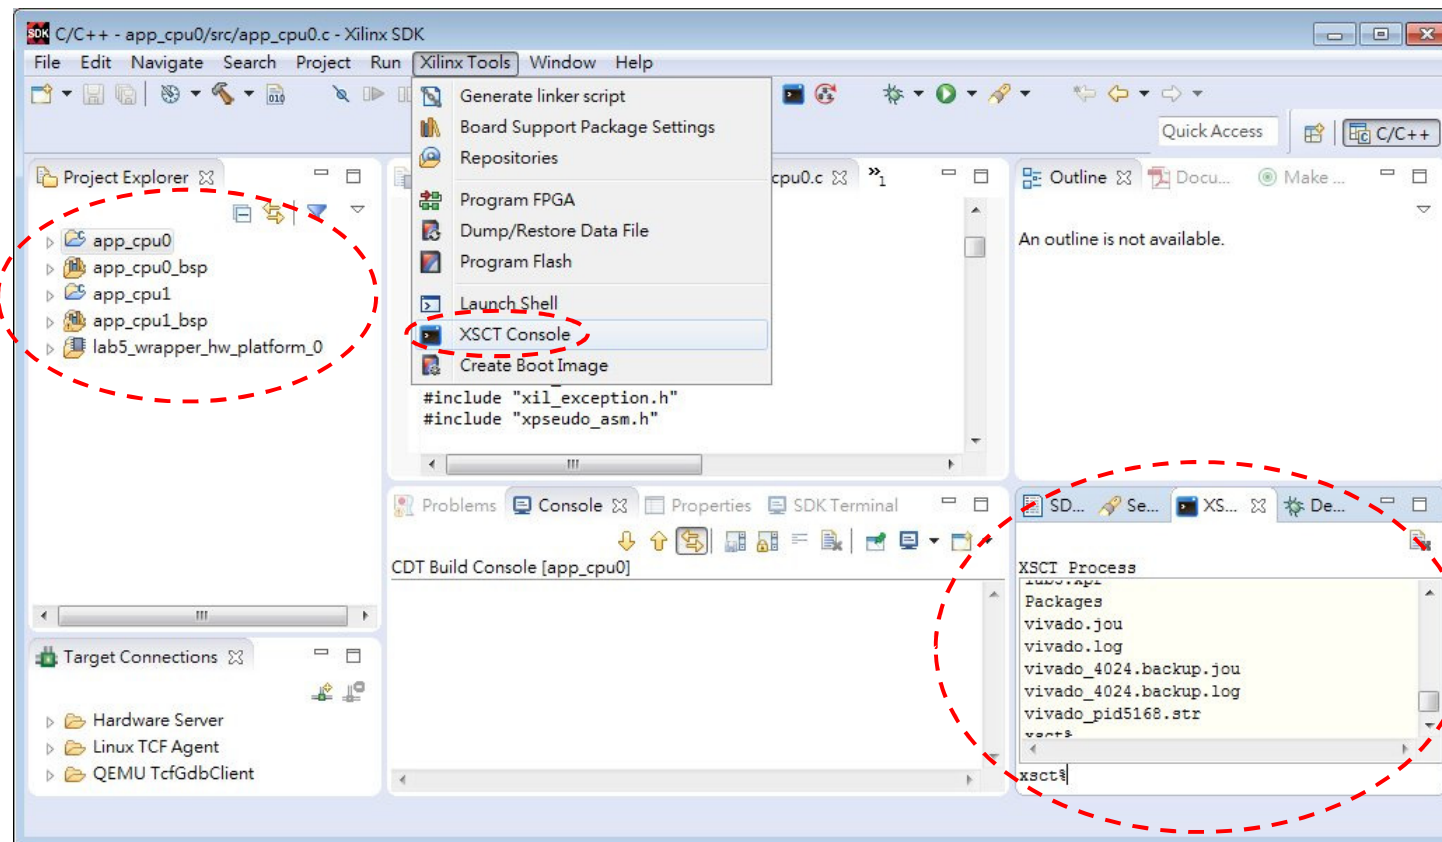 C/C++ - app_cpu0/src/app_cpu0.c - Xilinx SDK
File Edit Navigate Search Project Run Xilinx Tools Window Help
Generate linker script
Board Support Package Settings
Repositories
Program FPGA
Dump/Restore Data File
Program Flash
Launch Shell
XSCT Console
Create Boot Image
Quick Access
C/C++
Project Explorer
app_cpu0
app_cpu0_bsp
app_cpu1
app_cpu1_bsp
lab5_wrapper_hw_platform_0
cpu0.c »1
#include "xil_exception.h"
#include "xpseudo_asm.h"
Outline Docu... Make ...
An outline is not available.
Target Connections
Hardware Server
Linux TCF Agent
QEMU TcfGdbClient
Problems Console Properties SDK Terminal
CDT Build Console [app_cpu0]
SD... Se... XS... De...
XSCT Process
lab5.xpr
Packages
vivado.jou
vivado.log
vivado_4024.backup.jou
vivado_4024.backup.log
vivado_pid5168.str
xsct%
xsct%